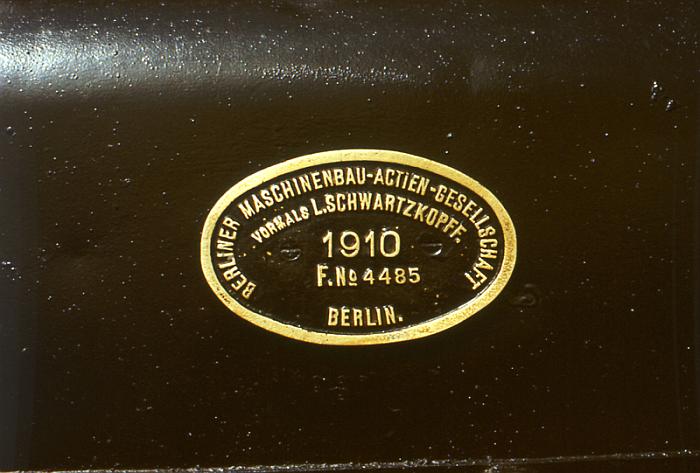 BERLINER MASCHINENBAU-ACTIEN-GESELLSCHAFT
VORMALS L.SCHWARTZKOPFF.
1910
F.No 4485
BERLIN.